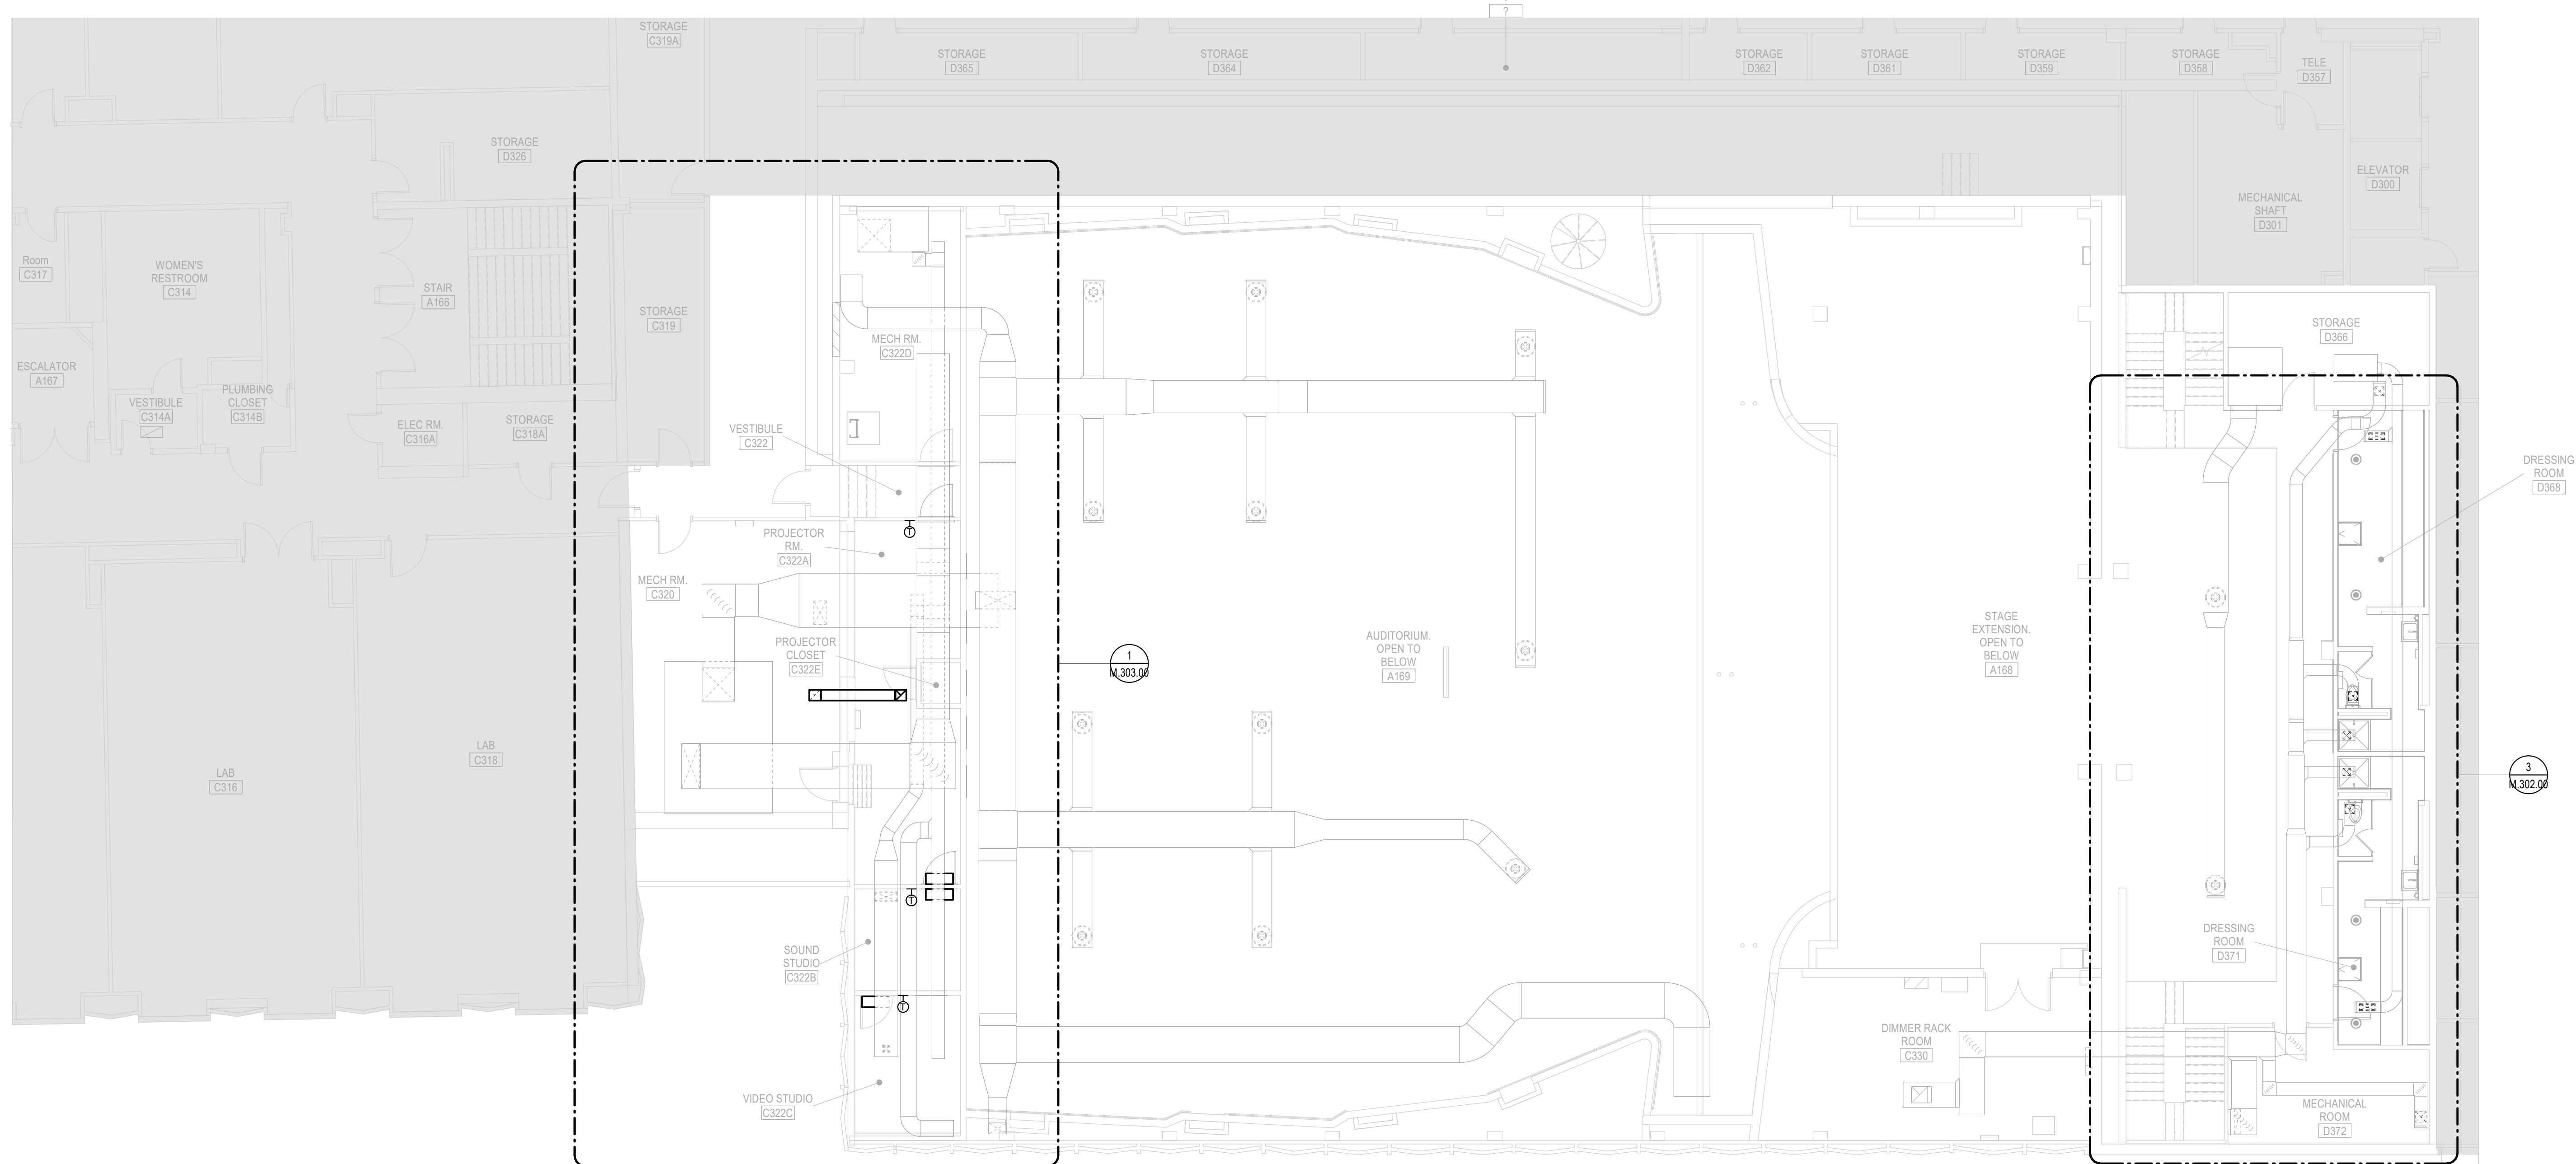 ?
STORAGE
C319A
STORAGE
D365
STORAGE
D364
STORAGE
D362
STORAGE
D361
STORAGE
D359
STORAGE
D358
TELE
D357
STORAGE
D326
ELEVATOR
D300
MECHANICAL
SHAFT
D301
Room
C317
WOMEN'S
RESTROOM
C314
STAIR
A166
STORAGE
C319
MECH RM.
C322D
STORAGE
D366
ESCALATOR
A167
VESTIBULE
C314A
PLUMBING
CLOSET
C314B
ELEC RM.
C316A
STORAGE
C318A
VESTIBULE
C322
DRESSING
ROOM
D368
PROJECTOR
RM.
C322A
T
MECH RM.
C320
PROJECTOR
CLOSET
C322E
1
M.303.00
AUDITORIUM.
OPEN TO
BELOW
A169
STAGE
EXTENSION.
OPEN TO
BELOW
A168
LAB
C316
LAB
C318
3
M.302.00
T
SOUND
STUDIO
C322B
T
DRESSING
ROOM
D371
DIMMER RACK
ROOM
C330
VIDEO STUDIO
C322C
MECHANICAL
ROOM
D372